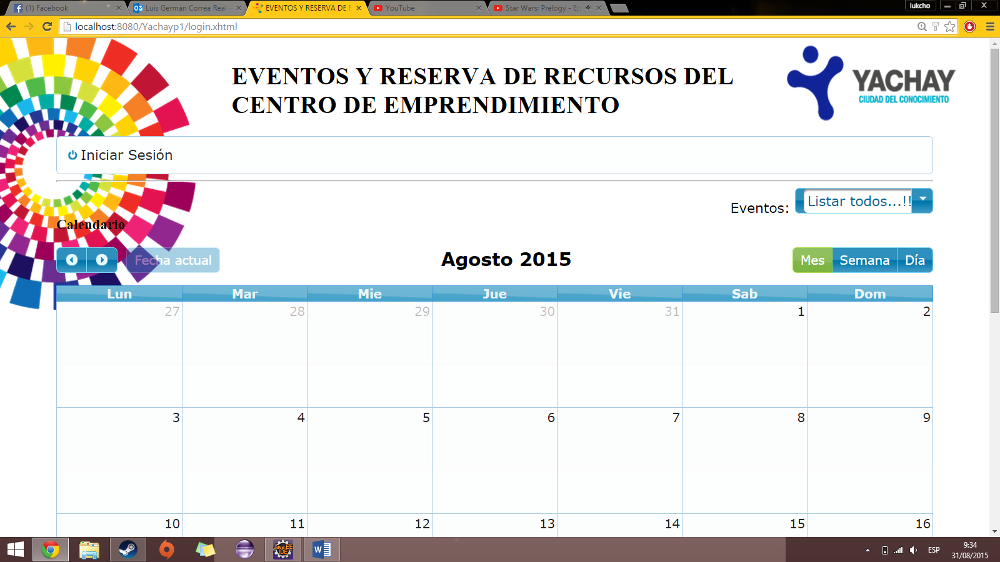 (1) Facebook
Luis German Correa Real
EVENTOS Y RESERVA DE F
YouTube
Star Wars: Prelogy - Ep
lukcho
localhost:8080/Yachayp1/login.xhtml
EVENTOS Y RESERVA DE RECURSOS DEL
CENTRO DE EMPRENDIMIENTO
YACHAY
CIUDAD DEL CONOCIMIENTO
Iniciar Sesión
Eventos: Listar todos...!!
Calendario
Fecha actual
Agosto 2015
Mes Semana Día
Lun Mar Mie Jue Vie Sab Dom
27 28 29 30 31 1 2
3 4 5 6 7 8 9
10 11 12 13 14 15 16
Java EE
IDE
ESP
9:34
31/08/2015